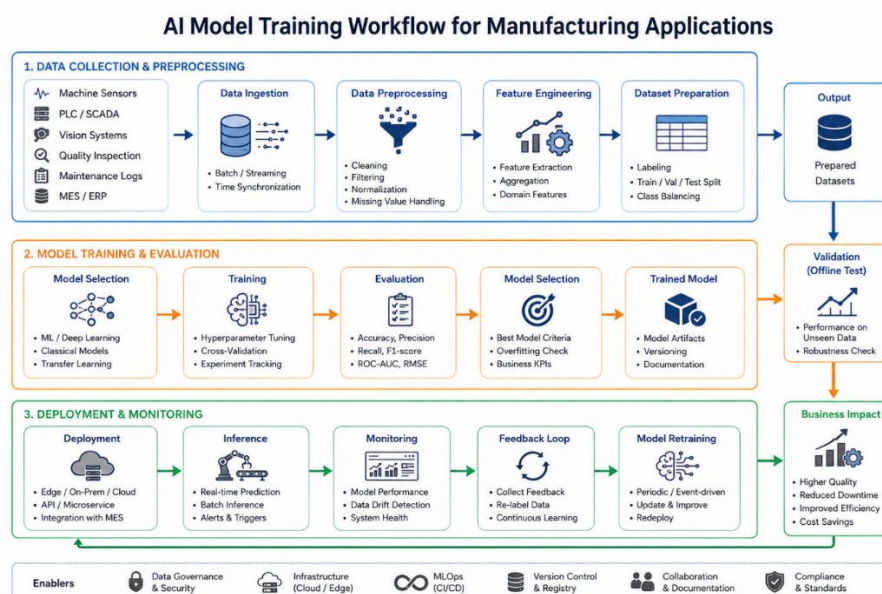 AI Model Training Workflow for Manufacturing Applications
1. DATA COLLECTION & PREPROCESSING
Machine Sensors
PLC / SCADA
Vision Systems
Quality Inspection
Maintenance Logs
MES / ERP
Data Ingestion
• Batch / Streaming
• Time Synchronization
Data Preprocessing
• Cleaning
• Filtering
• Normalization
• Missing Value Handling
Feature Engineering
• Feature Extraction
• Aggregation
• Domain Features
Dataset Preparation
• Labeling
• Train / Val / Test Split
• Class Balancing
Output
Prepared
Datasets
2. MODEL TRAINING & EVALUATION
Model Selection
• ML / Deep Learning
• Classical Models
• Transfer Learning
Training
• Hyperparameter Tuning
• Cross-Validation
• Experiment Tracking
Evaluation
• Accuracy, Precision
• Recall, F1-score
• ROC-AUC, RMSE
Model Selection
• Best Model Criteria
• Overfitting Check
• Business KPIs
Trained Model
• Model Artifacts
• Versioning
• Documentation
Validation
(Offline Test)
• Performance on
Unseen Data
• Robustness Check
3. DEPLOYMENT & MONITORING
Deployment
• Edge / On-Prem / Cloud
• API / Microservice
• Integration with MES
Inference
• Real-time Prediction
• Batch Inference
• Alerts & Triggers
Monitoring
• Model Performance
• Data Drift Detection
• System Health
Feedback Loop
• Collect Feedback
• Re-label Data
• Continuous Learning
Model Retraining
• Periodic / Event-driven
• Update & Improve
• Redeploy
Business Impact
• Higher Quality
• Reduced Downtime
• Improved Efficiency
• Cost Savings
Enablers
Data Governance
& Security
Infrastructure
(Cloud / Edge)
MLOps
(CI/CD)
Version Control
& Registry
Collaboration
& Documentation
Compliance
& Standards